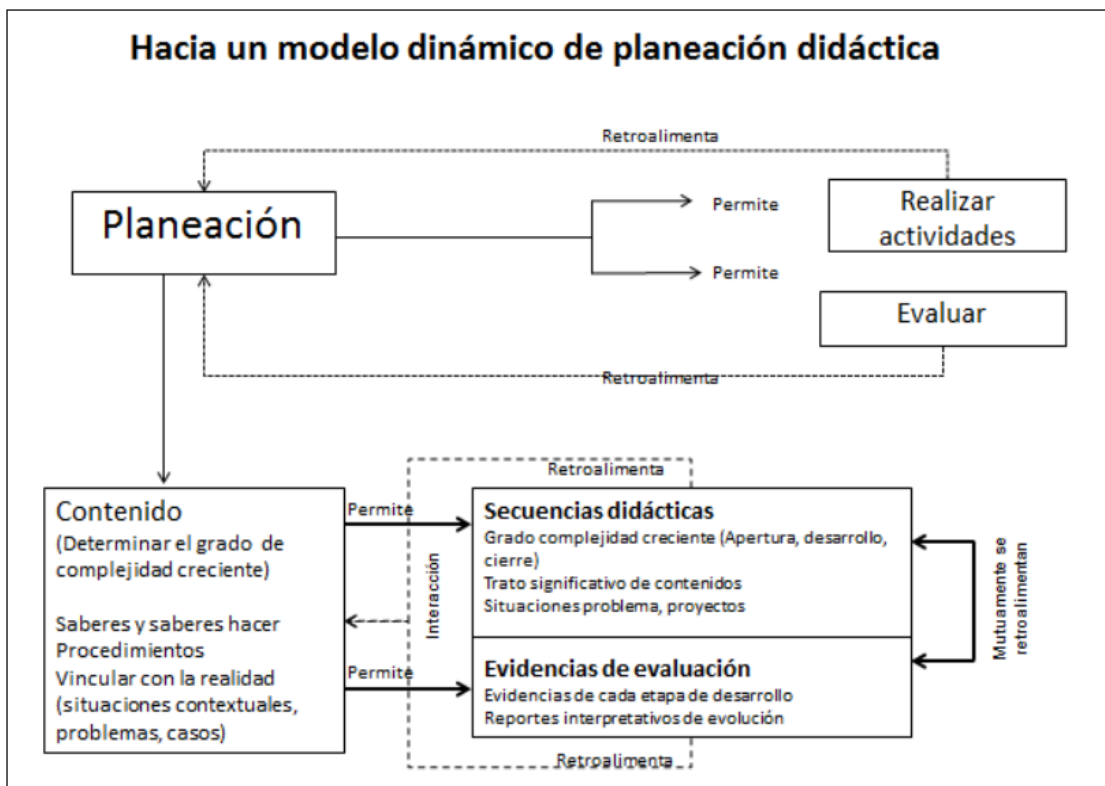 Hacia un modelo dinámico de planeación didáctica
Retroalimenta
Planeación
Permite
Realizar
actividades
Permite
Evaluar
Retroalimenta
Retroalimenta
Contenido
(Determinar el grado de
complejidad creciente)
Saberes y saberes hacer
Procedimientos
Vincular con la realidad
(situaciones contextuales,
problemas, casos)
Permite
Permite
Interacción
Secuencias didácticas
Grado complejidad creciente (Apertura, desarrollo,
cierre)
Trato significativo de contenidos
Situaciones problema, proyectos
Evidencias de evaluación
Evidencias de cada etapa de desarrollo
Reportes interpretativos de evolución
Mutuamente se
retroalimentan
Retroalimenta